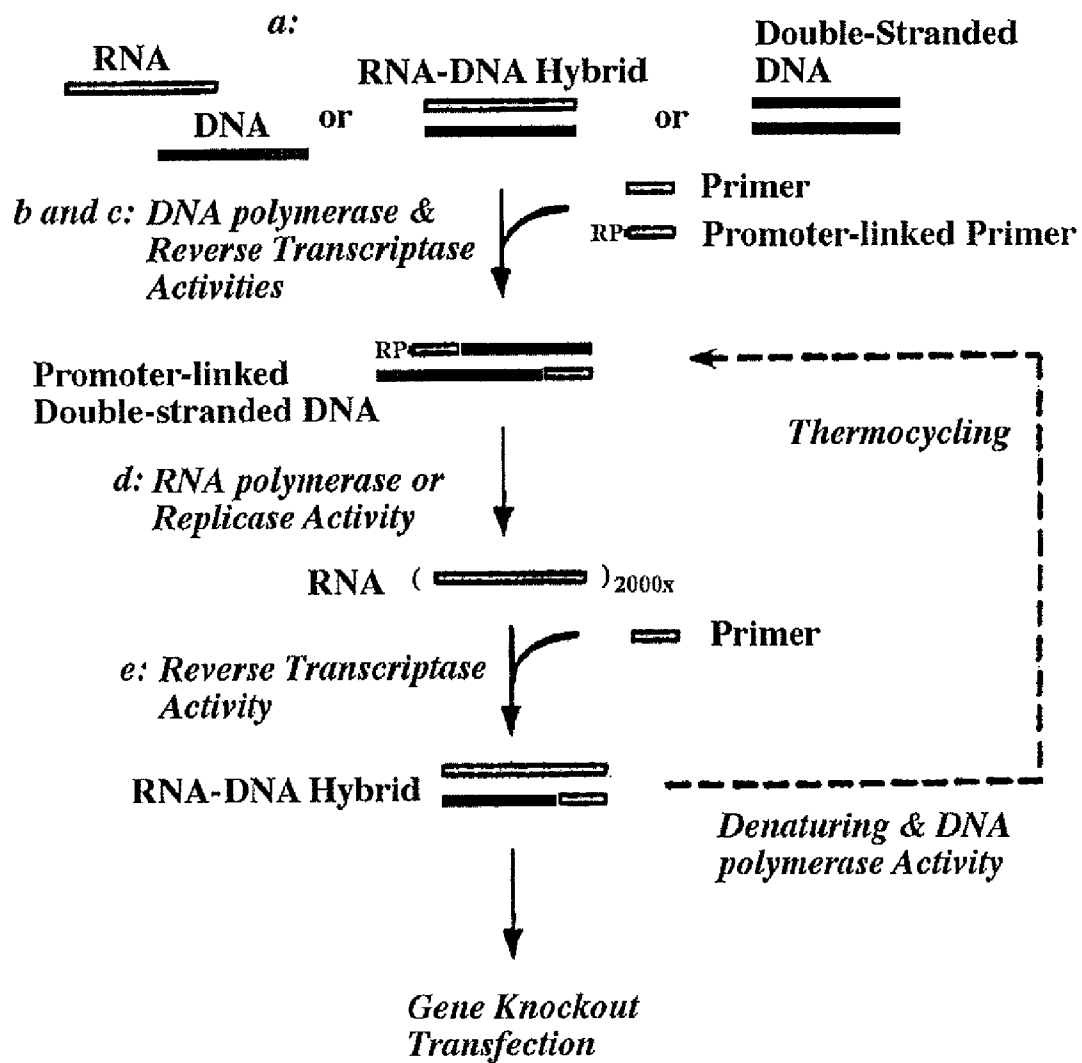 a:
RNA
DNA
or
RNA-DNA Hybrid
or
Double-Stranded
DNA
b and c: DNA polymerase &
Reverse Transcriptase
Activities
Primer
RP
Promoter-linked Primer
RP
Promoter-linked
Double-stranded DNA
Thermocycling
d: RNA polymerase or
Replicase Activity
RNA ( )2000x
Primer
e: Reverse Transcriptase
Activity
RNA-DNA Hybrid
Denaturing & DNA
polymerase Activity
Gene Knockout
Transfection